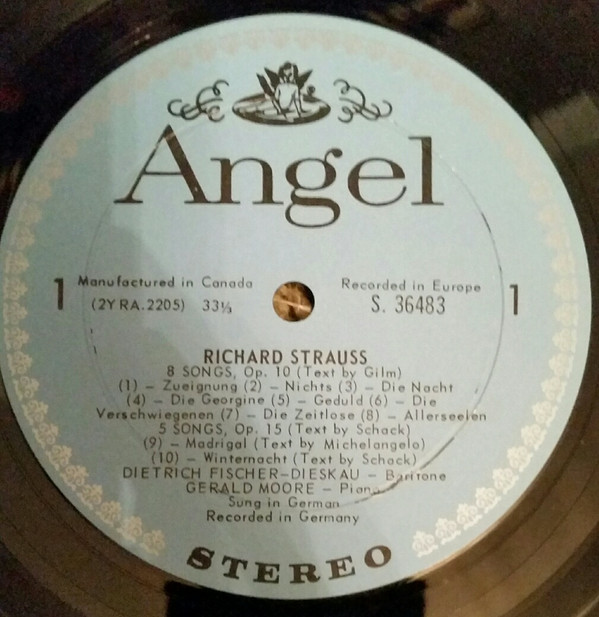 Angel
1 Manufactured in Canada Recorded in Europe 1
(2YRA.2205) 33⅓ S. 36483
RICHARD STRAUSS
8 SONGS, Op. 10 (Text by Gilm)
(1) – Zueignung (2) – Nichts (3) – Die Nacht
(4) – Die Georgine (5) – Geduld (6) – Die
Verschwiegenen (7) – Die Zeitlose (8) – Allerseelen
5 SONGS, Op. 15 (Text by Schack)
(9) – Madrigal (Text by Michelangelo)
(10) – Winternacht (Text by Schack)
DIETRICH FISCHER–DIESKAU – Baritone
GERALD MOORE – Piano
Sung in German
Recorded in Germany
STEREO